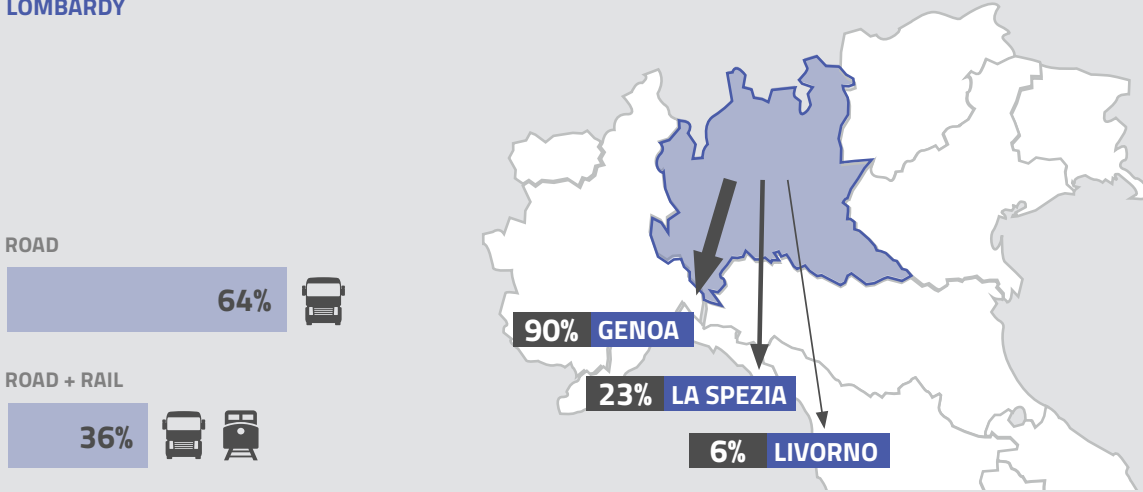 LOMBARDY
ROAD
64%
ROAD + RAIL
36%
90% GENOA
23% LA SPEZIA
6% LIVORNO